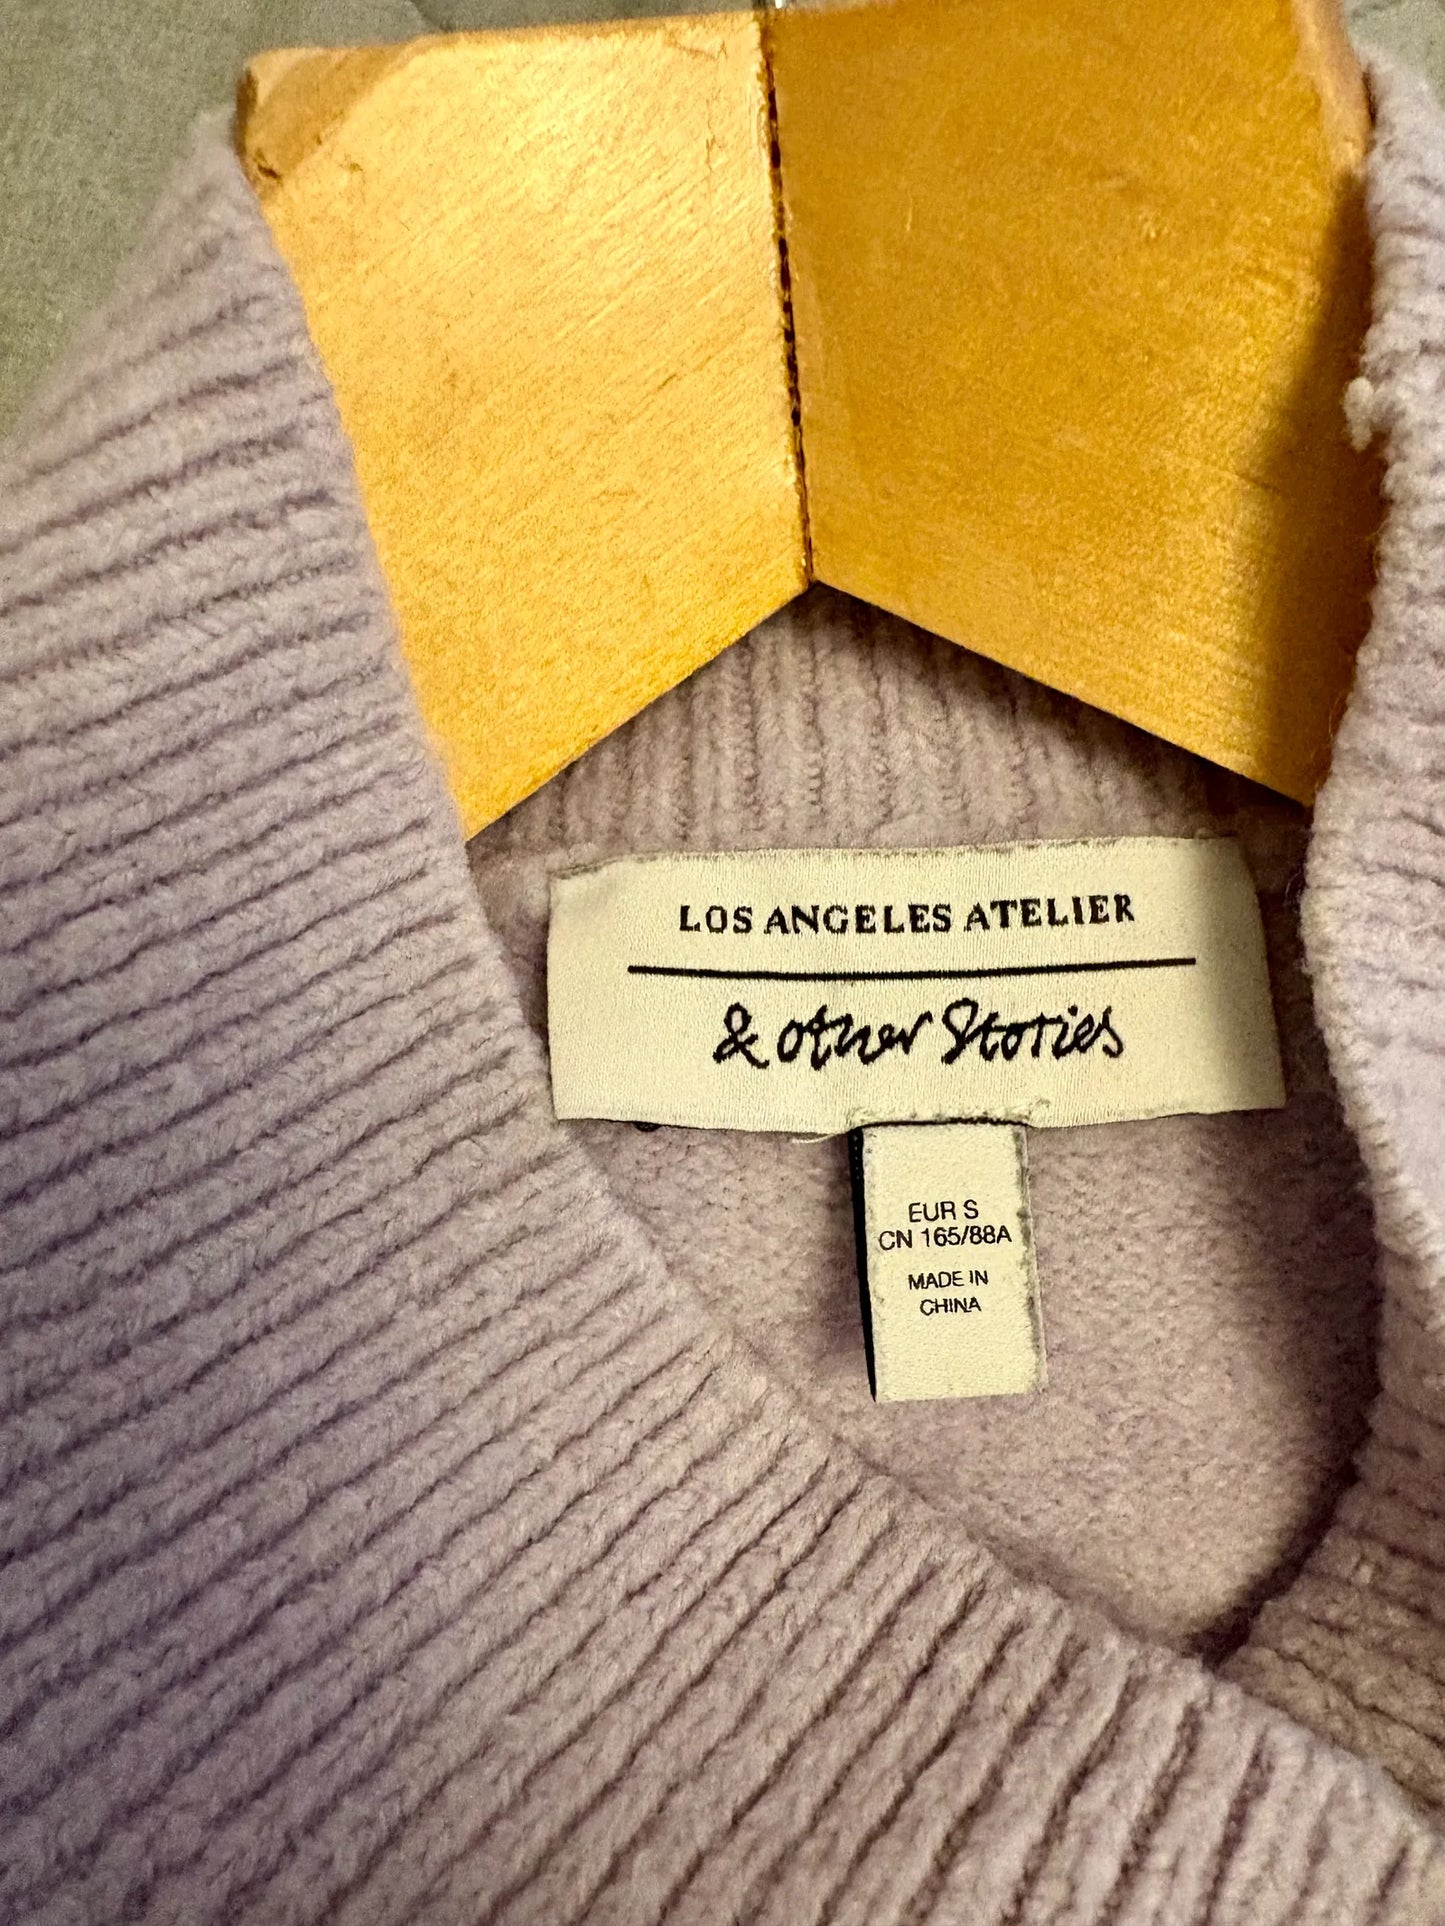 LOS ANGELES ATELIER
& other Stories
EUR S
CN 165/88A
MADE IN
CHINA